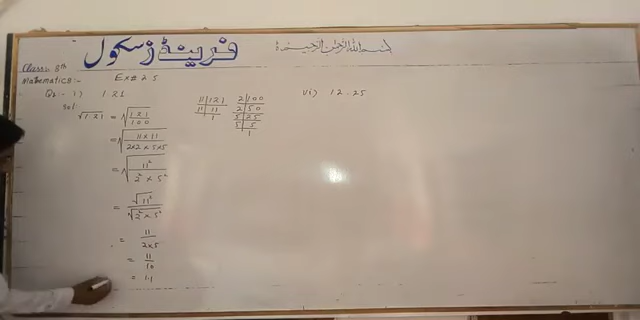 فرینڈز سکول
بسم اللہ الرحمن الرحیم
Class:- 8th
Mathematics:- Ex# 2.5
Q2:- i) 1.21
Sol
√1.21 = √121/100
= √11×11/2×2×5×5
= √11²/2²×5²
= √11²/√2²×5²
= 11/2×5
= 11/10
= 1.1
11|121
11|11
1
2|100
2|50
5|25
5|5
1
vi) 12.25